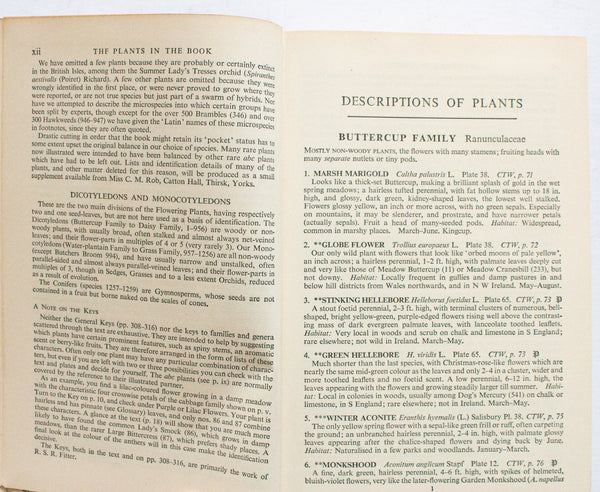 xii THE PLANTS IN THE BOOK
We have omitted a few plants because they are probably or certainly extinct
in the British Isles, among them the Summer Lady's Tresses orchid (Spiranthes
aestivalis (Poiret) Richard). A few other plants are omitted because they were
wrongly identified in the first place, or were never proved to grow where they
were reported, or are not true species but just part of a swarm of hybrids. Nor
have we attempted to describe the microspecies into which certain groups have
been split by experts, though except for the over 500 Brambles (346) and over
300 Hawkweeds (946-947) we have given the 'Latin' names of these microspecies
in footnotes, since they are often quoted.
Drastic cutting in order that the book might retain its 'pocket' status has to
some extent upset the original balance in our choice of species. Many rare plants
now illustrated were intended to have been balanced by other rare abc plants
which have had to be left out. Lists and identification details of many of the
plants, and other matter deleted for this reason, will be produced as a small
supplement available from Miss C. M. Rob, Catton Hall, Thirsk, Yorks.
DICOTYLEDONS AND MONOCOTYLEDONS
These are the two main divisions of the Flowering Plants, having respectively
two and one seed-leaves, but are not here used as a basis of identification. The
Dicotyledons (Buttercup Family to Daisy Family, 1-956) are woody or non-
woody plants, with usually broad, often stalked and almost always net-veined
leaves; and their flower-parts in multiples of 4 or 5 (very rarely 3). Our Mono-
cotyledons (Water-plantain Family to Grass Family, 957-1256) are all non-woody
(except Butchers Broom 994), and have usually narrow and unstalked, often
parallel-sided and almost always parallel-veined leaves; and their flower-parts in
multiples of 3, though in Sedges, Grasses and to a less extent Orchids, reduced
as a result of evolution.
The Conifers (species 1257-1259) are Gymnosperms, whose seeds are not
contained in a fruit but borne naked on the scales of cones.
A NOTE ON THE KEYS
Neither the General Keys (pp. 308-316) nor the keys to families and genera
scattered through the text are exhaustive. They are intended to help by suggesting
which plants have certain prominent features, such as spiny stems, an aromatic
scent or berry-like fruits. They are therefore arranged in the form of lists of these
characters. Often only one plant may have any particular combination of charac-
ters, but even if you are left with two or three possibilities you can check with the
text and plates and decide for yourself. The plants (see p. ix) are normally
covered by the reference to their illustrated partner.
As an example, you find a lilac-coloured flower growing in a damp meadow
with the characteristic four crosswise petals of the cabbage family shown on p. v.
Turn to the Key on p. 10, and check under Purple or Lilac Flowers. Your plant is
hairless and has pinnate (see Glossary) leaves, and only nos. 86 and 87 combine
these characters. A glance at the text (p. 18) will show that you are much more
likely to have found the common Lady's Smock (86), which grows in damp
meadows, than the rarer Large Bittercress (87), which prefers shady places. A
final look at the colour of the anthers will in this case make the identification
decisive.
The Keys, both in the text and on pp. 308-316, are primarily the work of
R. S. R. Fitter.
DESCRIPTIONS OF PLANTS
BUTTERCUP FAMILY Ranunculaceae
MOSTLY NON-WOODY PLANTS, the flowers with many stamens; fruiting heads with
many separate nutlets or tiny pods.
1. MARSH MARIGOLD Caltha palustris L. Plate 38. CTW, p. 71
Looks like a thick-set Buttercup, making a brilliant splash of gold in the wet
spring meadows; a hairless tufted perennial, with fat hollow stems up to 18 in.
high, and glossy, dark green, kidney-shaped leaves, the lowest well stalked.
Flowers glossy yellow, an inch or more across, with no green sepals. Especially
on mountains, it may be slenderer, and prostrate, and have narrower petals
(actually sepals). Fruit a head of many-seeded pods. Habitat: Widespread,
common in marshy places. March-June. Kingcup.
2. **GLOBE FLOWER Trollius europaeus L. Plate 38. CTW, p. 72
Our only wild plant with flowers that look like 'orbed moons of pale yellow',
an inch across; a hairless perennial, 1-2 ft. high, with palmate leaves deeply cut
and very like those of Meadow Buttercup (11) or Meadow Cranesbill (233), but
not downy. Habitat: Locally frequent in gullies and damp pastures in and
below hill districts from Wales northwards, and in N W Ireland. May-August.
3. **STINKING HELLEBORE Helleborus foetidus L. Plate 65. CTW, p. 73 P
A stout foetid perennial, 2-3 ft. high, with terminal clusters of numerous, bell-
shaped, bright yellow-green, purple-edged flowers rising well above the contrast-
ing mass of dark evergreen palmate leaves, with lanceolate toothed leaflets.
Habitat: Very local in woods and scrub on chalk and limestone in S England;
rare elsewhere; not wild in Ireland. March-May.
4. **GREEN HELLEBORE H. viridis L. Plate 65. CTW, p. 73 P
Much shorter than the last species, with Christmas-rose-like flowers which are
nearly the same mid-green colour as the leaves and only 2-4 in a cluster, wider and
more toothed leaflets and no foetid scent. A low perennial, 6-12 in. high, the
leaves appearing with the flowers and growing steadily larger till summer. Habi-
tat: Local in colonies in woods, usually among Dog's Mercury (541) on chalk or
limestone, in S England; rare elsewhere; not in Ireland. March-May.
5. ***WINTER ACONITE Eranthis hyemalis (L.) Salisbury Pl. 38. CTW, p. 75
The only yellow spring flower with a sepal-like green frill or ruff, often carpeting
the ground; an unbranched hairless perennial, 2-4 in. high, with palmate glossy
leaves appearing after the chalice-shaped flowers and dying back by June.
Habitat: Naturalised in a few parks and woodlands. January-March.
6. **MONKSHOOD Aconitum anglicum Stapf Plate 12. CTW, p. 76 P
A softly hairless perennial, 2-4 ft. high, with spikes of helmeted,
bluish-violet flowers, very like the later-flowering Garden Monkshood (A. napellus
1